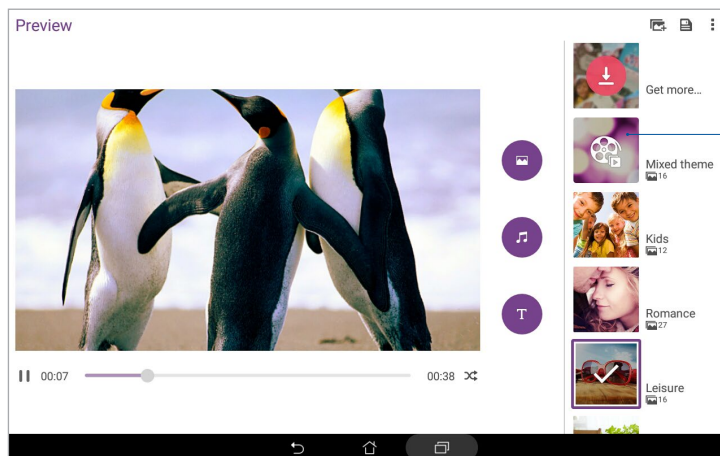 Preview
Get more...
Mixed theme
16
Kids
12
T
Romance
27
00:07
00:38
Leisure
16